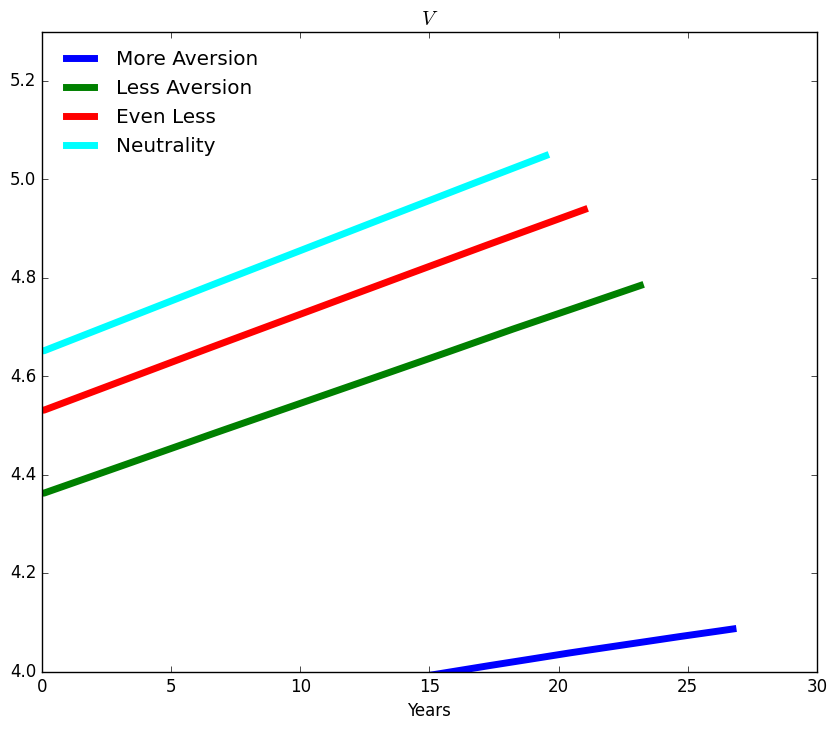 V
5.2
5.0
4.8
4.6
4.4
4.2
4.0
More Aversion
Less Aversion
Even Less
Neutrality
0 5 10 15 20 25 30
Years